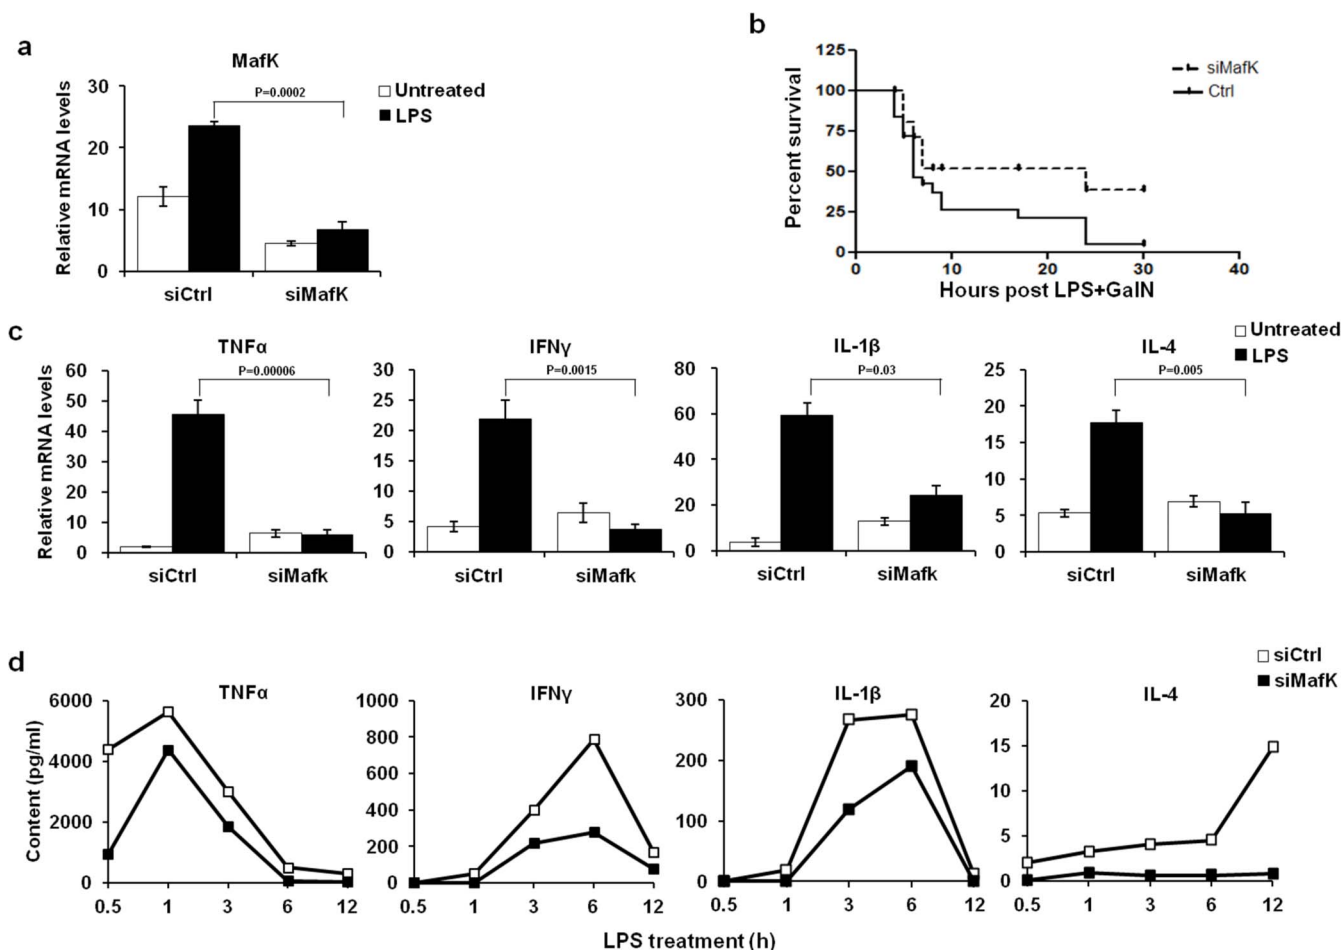 a
MafK
Relative mRNA levels
30
20
10
0
P=0.0002
Untreated
LPS
siCtrl
siMafK
b
Percent survival
125
100
75
50
25
0
0
10
20
30
40
Hours post LPS+GalN
siMafK
Ctrl
c
Untreated
LPS
TNFα
Relative mRNA levels
60
50
40
30
20
10
0
P=0.00006
siCtrl
siMafk
IFNγ
30
25
20
15
10
5
0
P=0.0015
siCtrl
siMafk
IL-1β
80
60
40
20
0
P=0.03
siCtrl
siMafk
IL-4
25
20
15
10
5
0
P=0.005
siCtrl
siMafk
d
siCtrl
siMafK
TNFα
Content (pg/ml)
6000
4000
2000
0
0.5
1
3
6
12
IFNγ
1000
800
600
400
200
0
0.5
1
3
6
12
IL-1β
300
200
100
0
0.5
1
3
6
12
IL-4
20
15
10
5
0
0.5
1
3
6
12
LPS treatment (h)